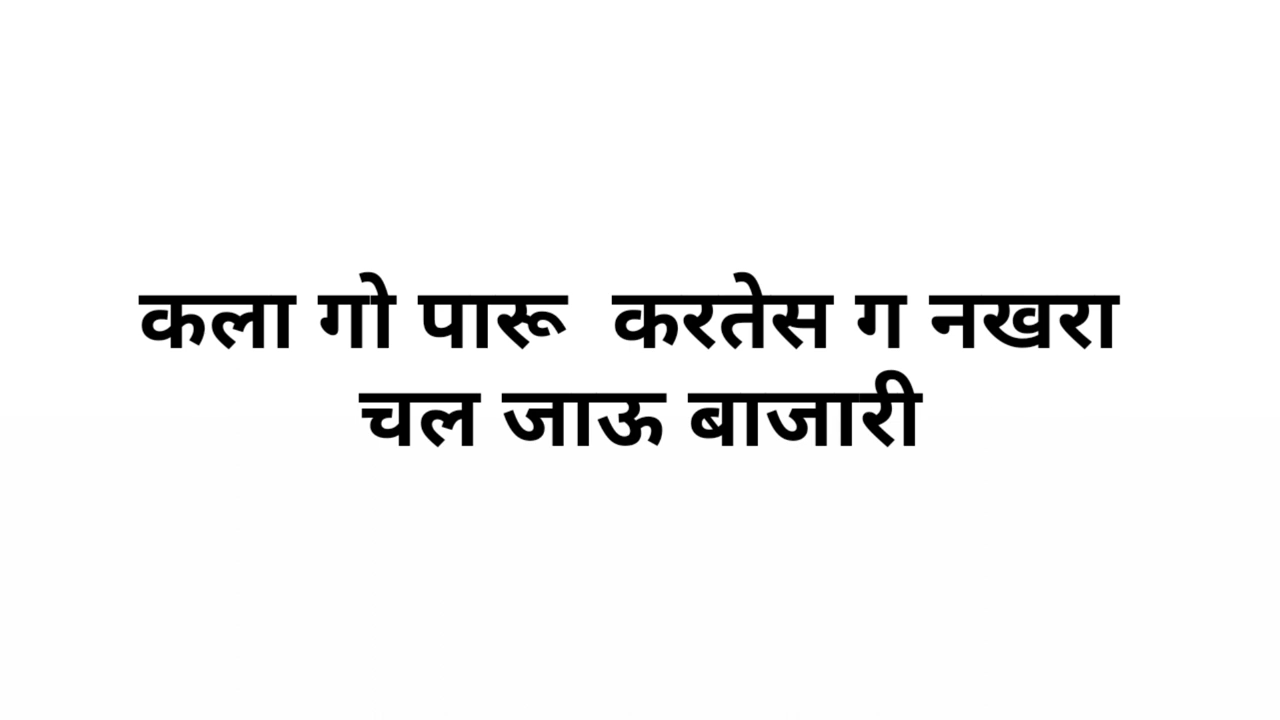 कला गो पारू  करतेस ग नखरा
चल जाऊ बाजारी